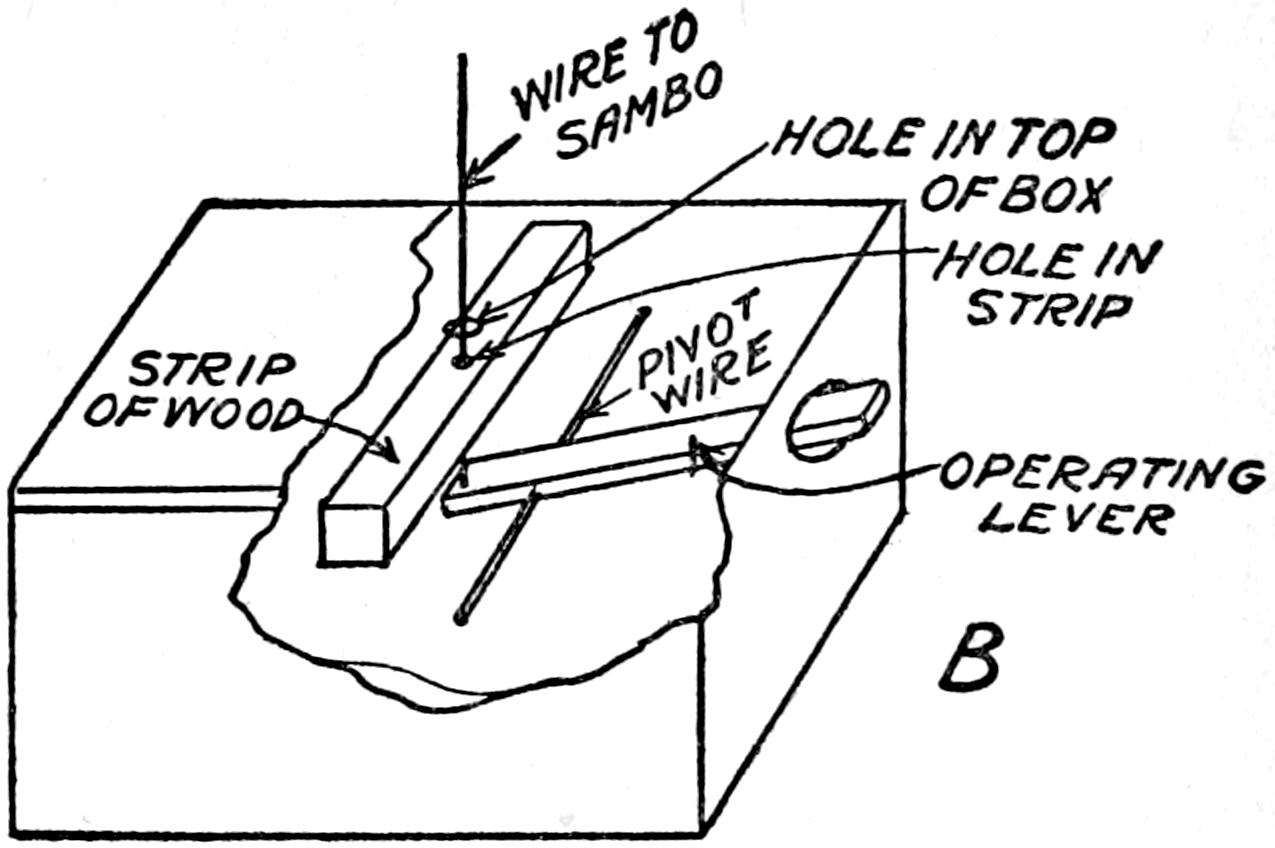 WIRE TO
SAMBO
HOLE IN TOP
OF BOX
HOLE IN
STRIP
PIVOT
WIRE
STRIP
OF WOOD
OPERATING
LEVER
B